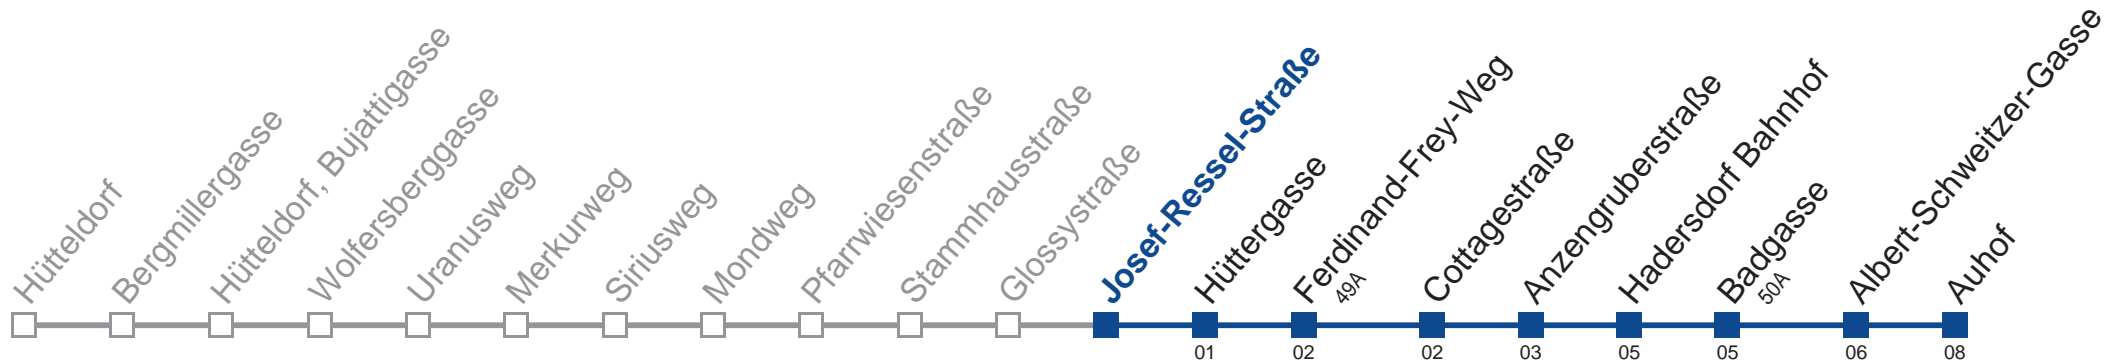 Hütteldorf
Bergmillergasse
Hütteldorf, Bujattigasse
Wolfersberggasse
Uranusweg
Merkurweg
Siriusweg
Mondweg
Pfarrwiesenstraße
Stammhausstraße
Glossystraße
Josef-Ressel-Straße
Hüttergasse
01
Ferdinand-Frey-Weg
49A
02
Cottagestraße
02
Anzengruberstraße
03
Hadersdorf Bahnhof
05
Badgasse
50A
05
Albert-Schweitzer-Gasse
06
Auhof
08